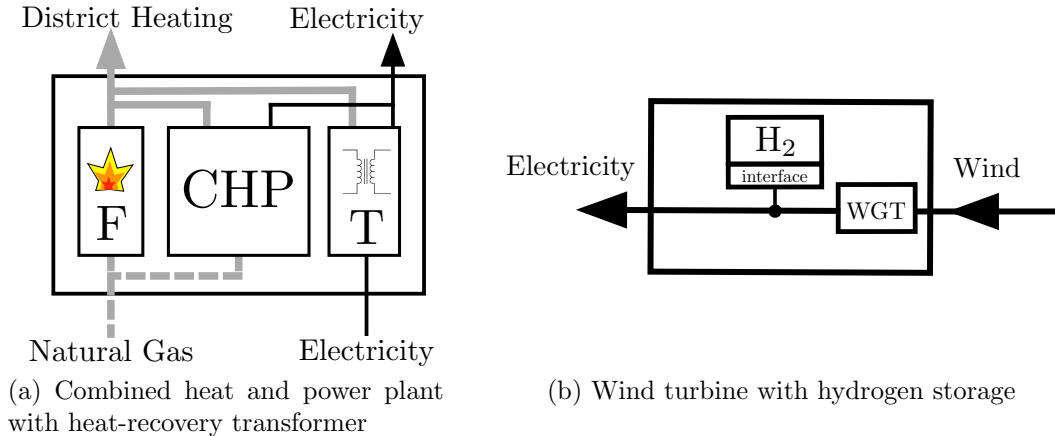 District Heating
Electricity
F
CHP
T
Natural Gas
Electricity
(a) Combined heat and power plant
with heat-recovery transformer
H₂
interface
Electricity
WGT
Wind
(b) Wind turbine with hydrogen storage